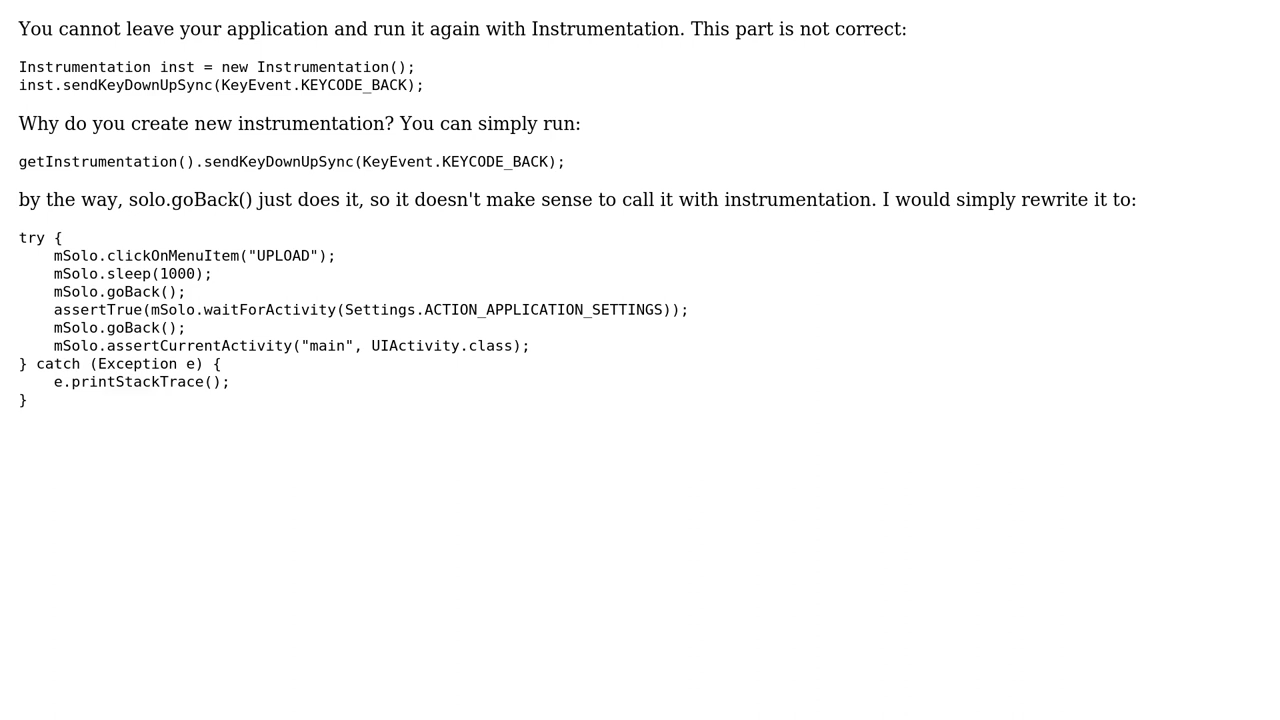 You cannot leave your application and run it again with Instrumentation. This part is not correct:
Instrumentation inst = new Instrumentation();
inst.sendKeyDownUpSync(KeyEvent.KEYCODE_BACK);
Why do you create new instrumentation? You can simply run:
getInstrumentation().sendKeyDownUpSync(KeyEvent.KEYCODE_BACK);
by the way, solo.goBack() just does it, so it doesn't make sense to call it with instrumentation. I would simply rewrite it to:
try {
    mSolo.clickOnMenuItem("UPLOAD");
    mSolo.sleep(1000);
    mSolo.goBack();
    assertTrue(mSolo.waitForActivity(Settings.ACTION_APPLICATION_SETTINGS));
    mSolo.goBack();
    mSolo.assertCurrentActivity("main", UIActivity.class);
} catch (Exception e) {
    e.printStackTrace();
}